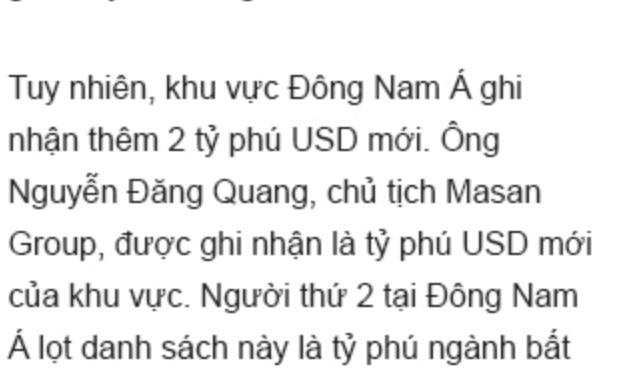 Tuy nhiên, khu vực Đông Nam Á ghi
nhận thêm 2 tỷ phú USD mới. Ông
Nguyễn Đăng Quang, chủ tịch Masan
Group, được ghi nhận là tỷ phú USD mới
của khu vực. Người thứ 2 tại Đông Nam
Á lọt danh sách này là tỷ phú ngành bất